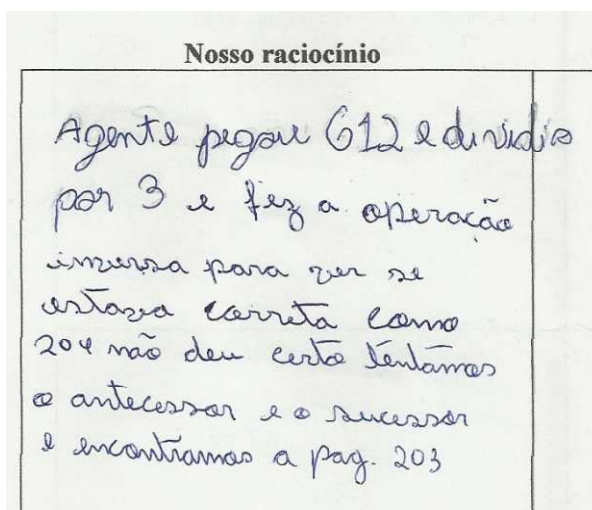 Nosso raciocínio
Agente pegou 612 e dividio
por 3 e fez a operação
inversa para ver se
estava correta como
204 não deu certo tentamos
o antecessor e o sucessor
e encontramos a pag. 203